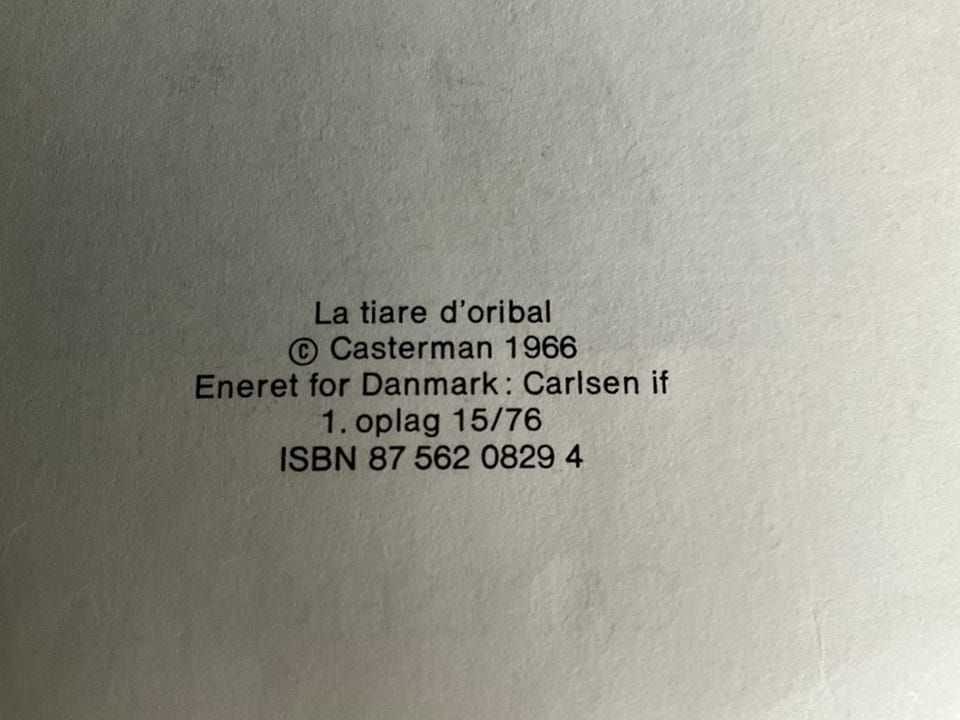 La tiare d'oribal
© Casterman 1966
Eneret for Danmark: Carlsen if
1. oplag 15/76
ISBN 87 562 0829 4